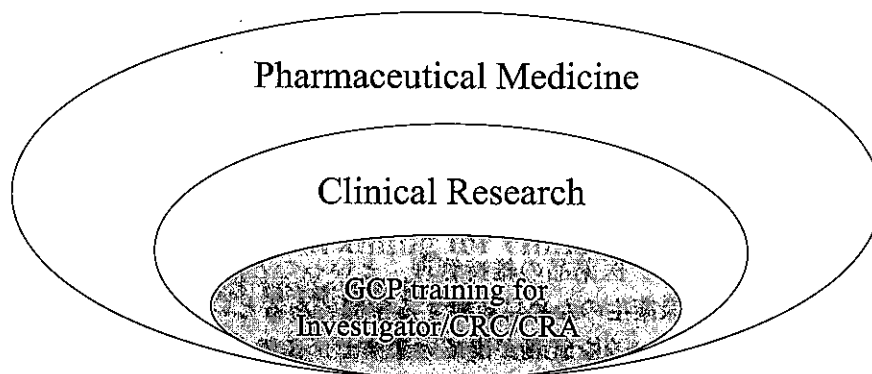 Pharmaceutical Medicine
Clinical Research
GCP training for
Investigator/CRC/CRA